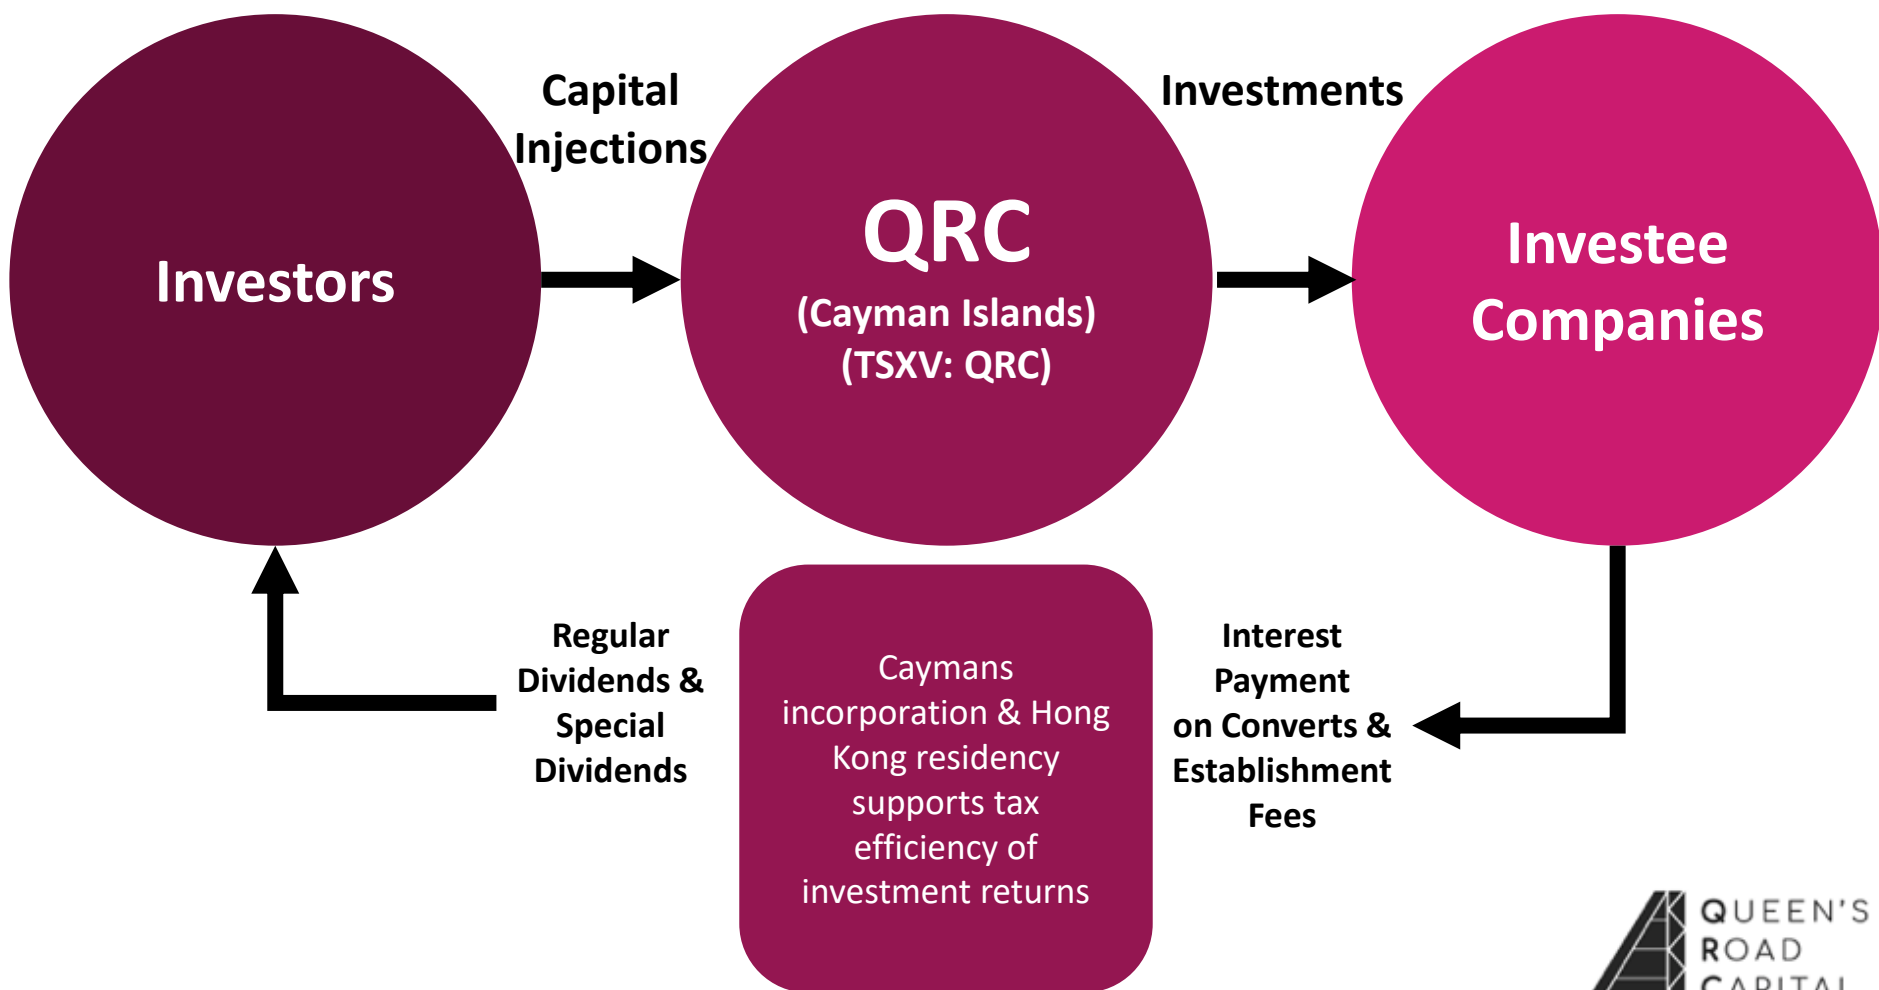 Investors
Capital
Injections
QRC
(Cayman Islands)
(TSXV: QRC)
Investments
Investee
Companies
Regular
Dividends &
Special
Dividends
Caymans
incorporation & Hong
Kong residency
supports tax
efficiency of
investment returns
Interest
Payment
on Converts &
Establishment
Fees
QUEEN'S
ROAD
CAPITAL